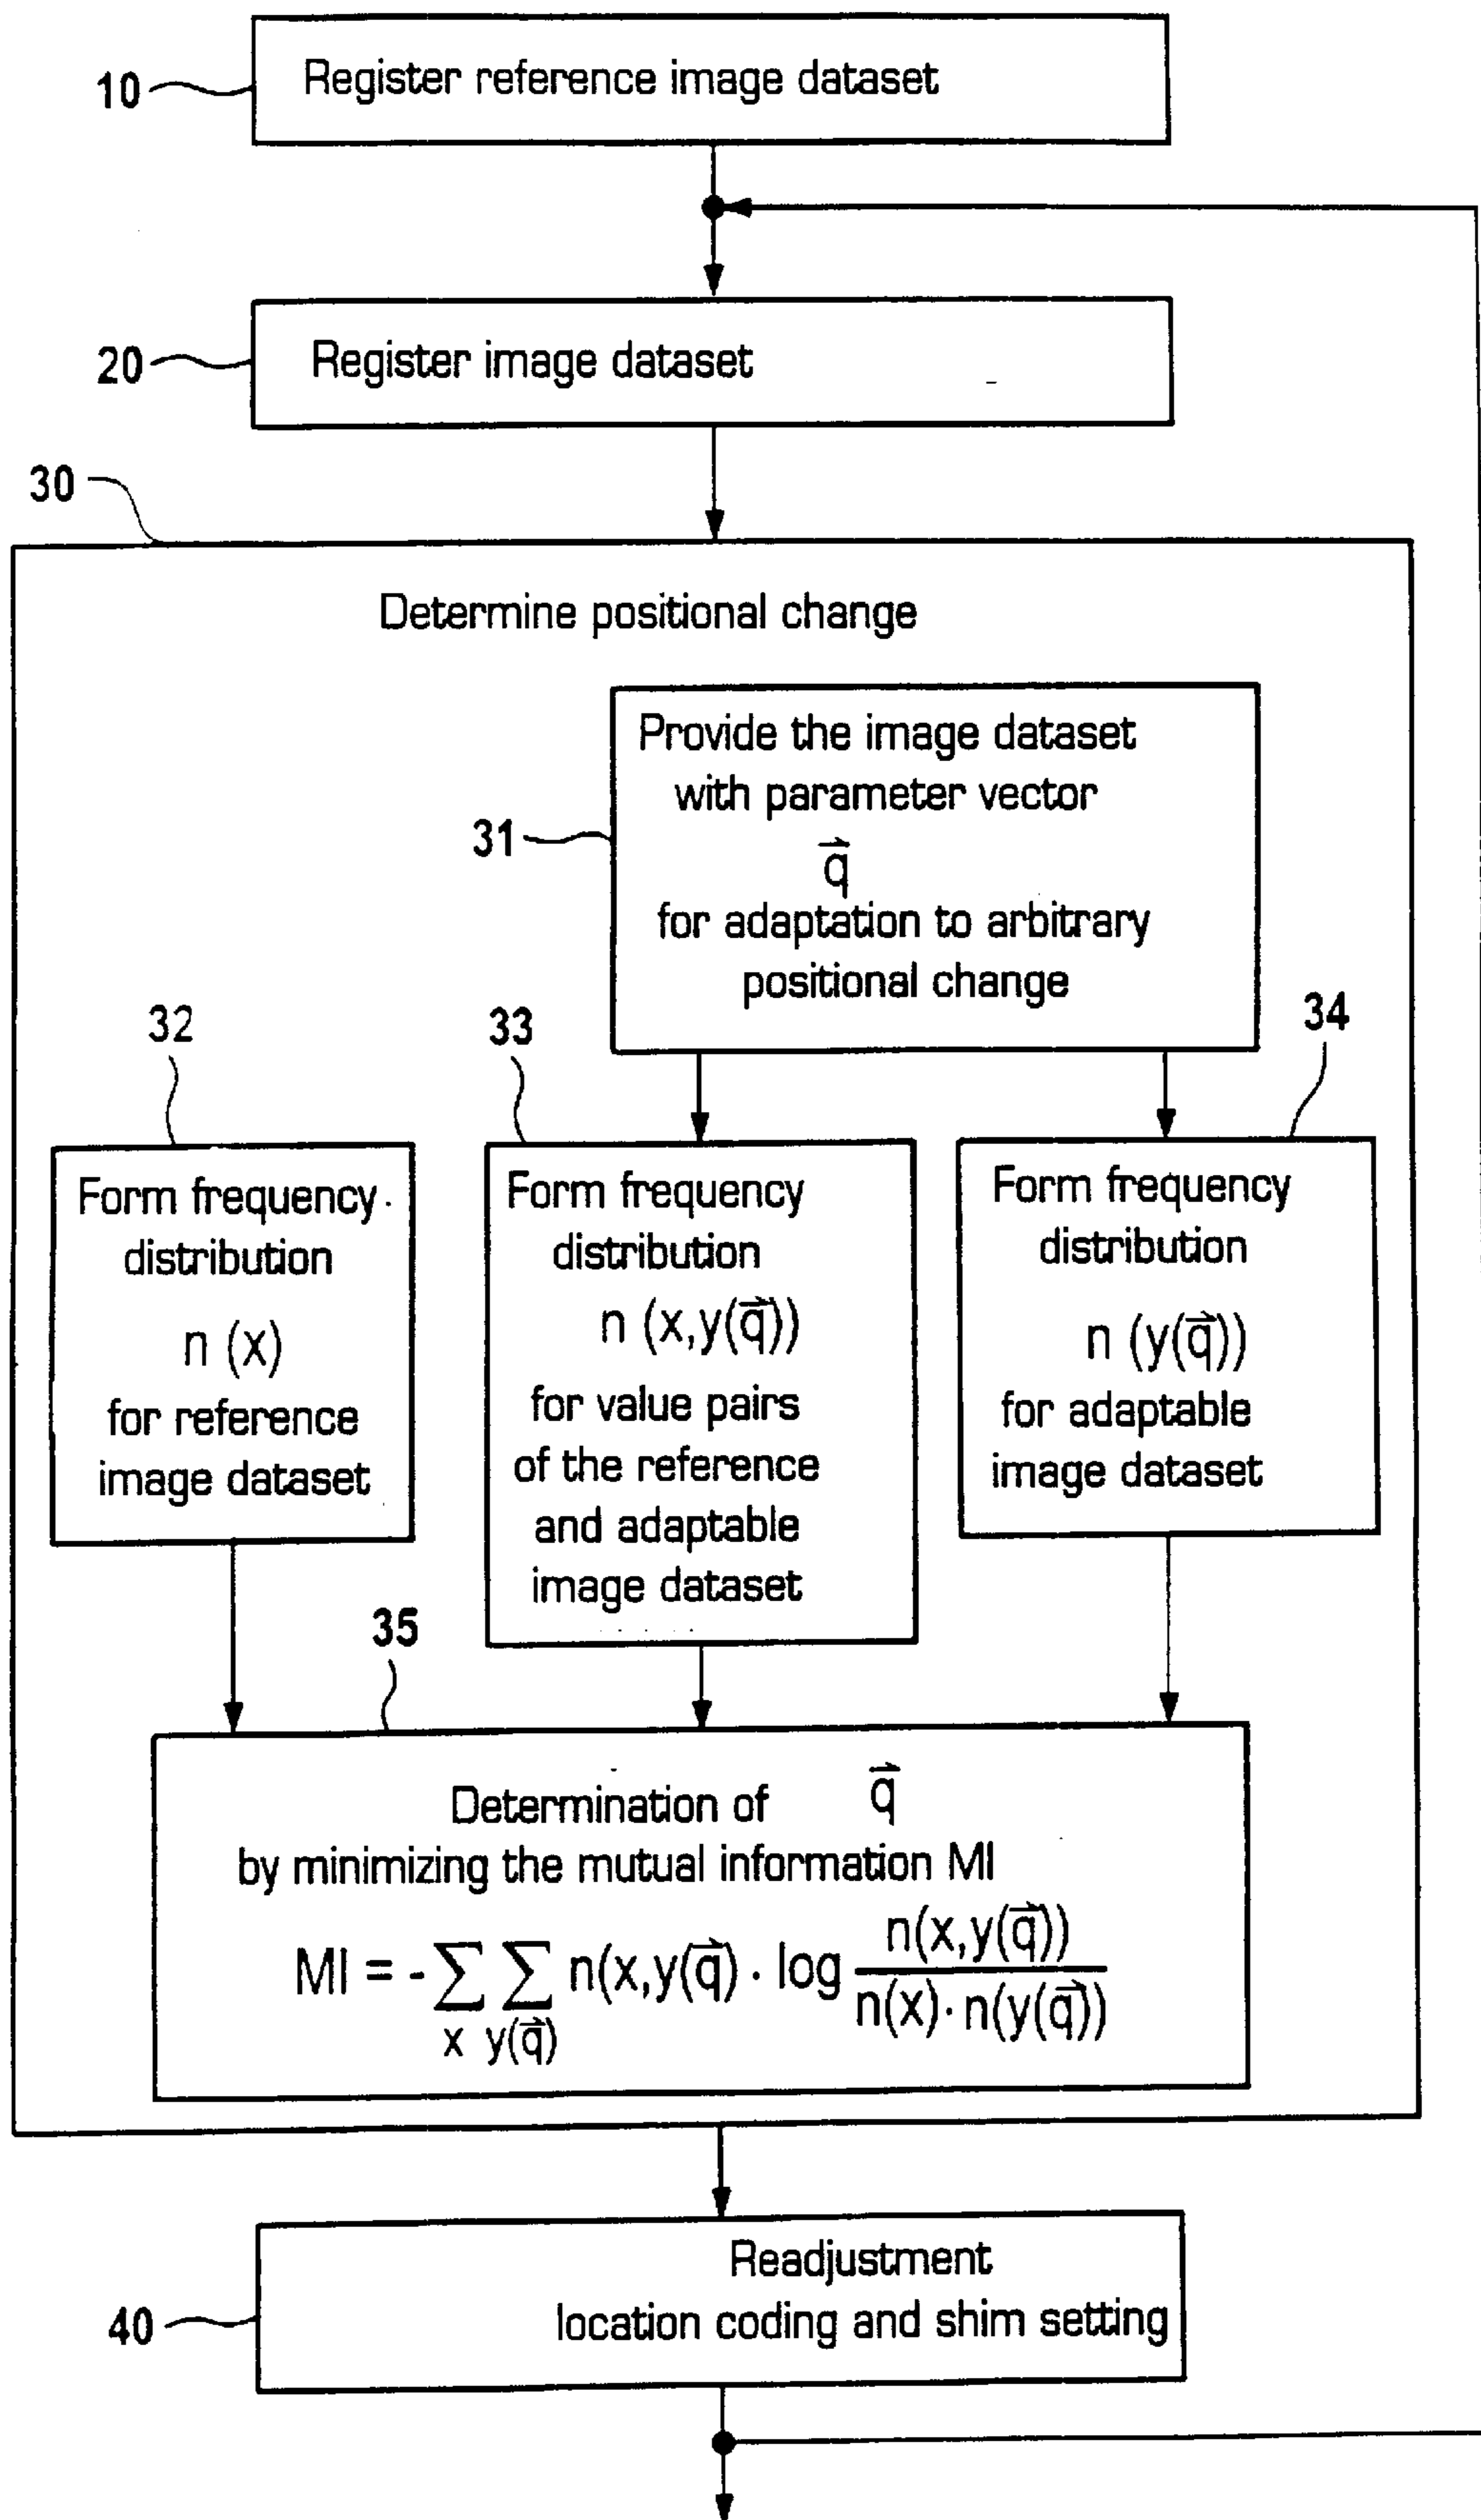 10
Register reference image dataset
20
Register image dataset
30
Determine positional change
31
Provide the image dataset
with parameter vector
q⃗
for adaptation to arbitrary
positional change
32
Form frequency
distribution
n (x)
for reference
image dataset
33
Form frequency
distribution
n (x,y(q⃗))
for value pairs
of the reference
and adaptable
image dataset
34
Form frequency
distribution
n (y(q⃗))
for adaptable
image dataset
35
Determination of q⃗
by minimizing the mutual information MI
MI = - ∑ ∑ n(x,y(q⃗) · log n(x,y(q⃗)) / n(x) · n(y(q⃗))
x y(q⃗)
40
Readjustment
location coding and shim setting